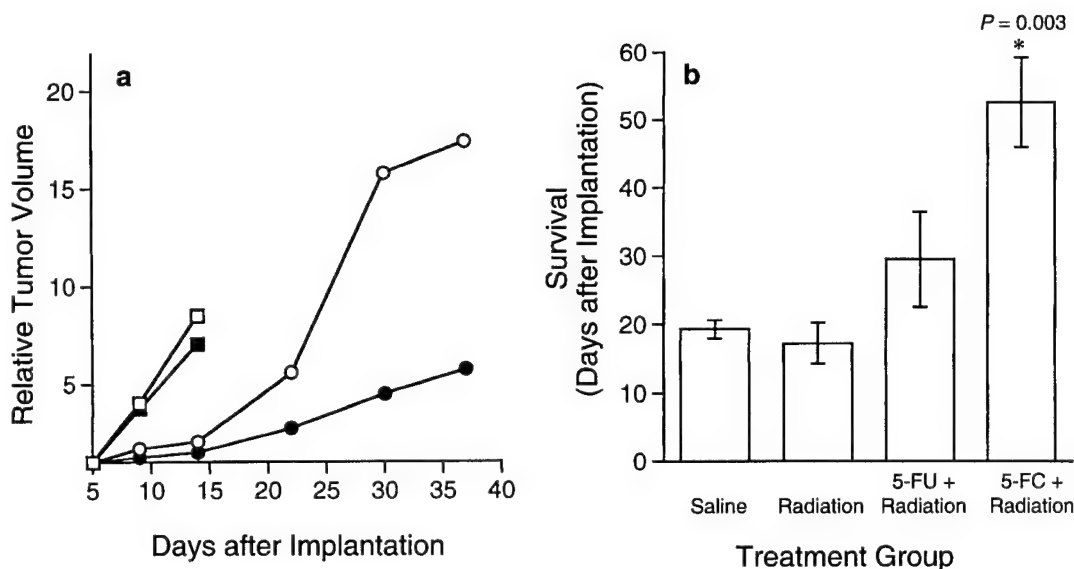 a
20
15
10
5
Relative Tumor Volume
5 10 15 20 25 30 35 40
Days after Implantation
b
P = 0.003
*
60
50
40
30
20
10
0
Survival
(Days after Implantation)
Saline
Radiation
5-FU +
Radiation
5-FC +
Radiation
Treatment Group